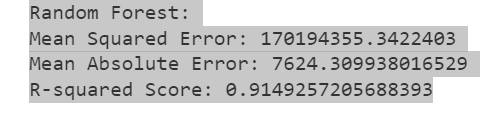 Random Forest:
Mean Squared Error: 170194355.3422403
Mean Absolute Error: 7624.309938016529
R-squared Score: 0.9149257205688393